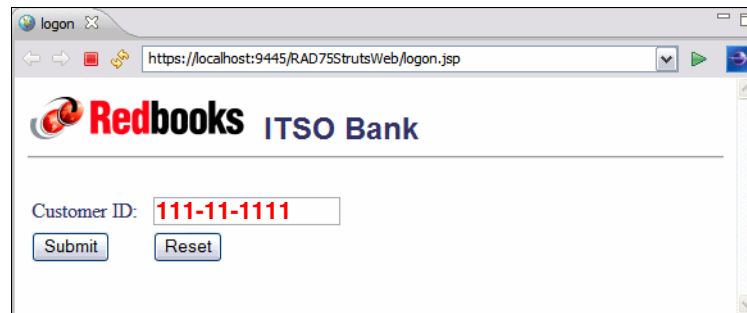 logon
https://localhost:9445/RAD75StrutsWeb/logon.jsp
Redbooks ITSO Bank
Customer ID: 111-11-1111
Submit Reset